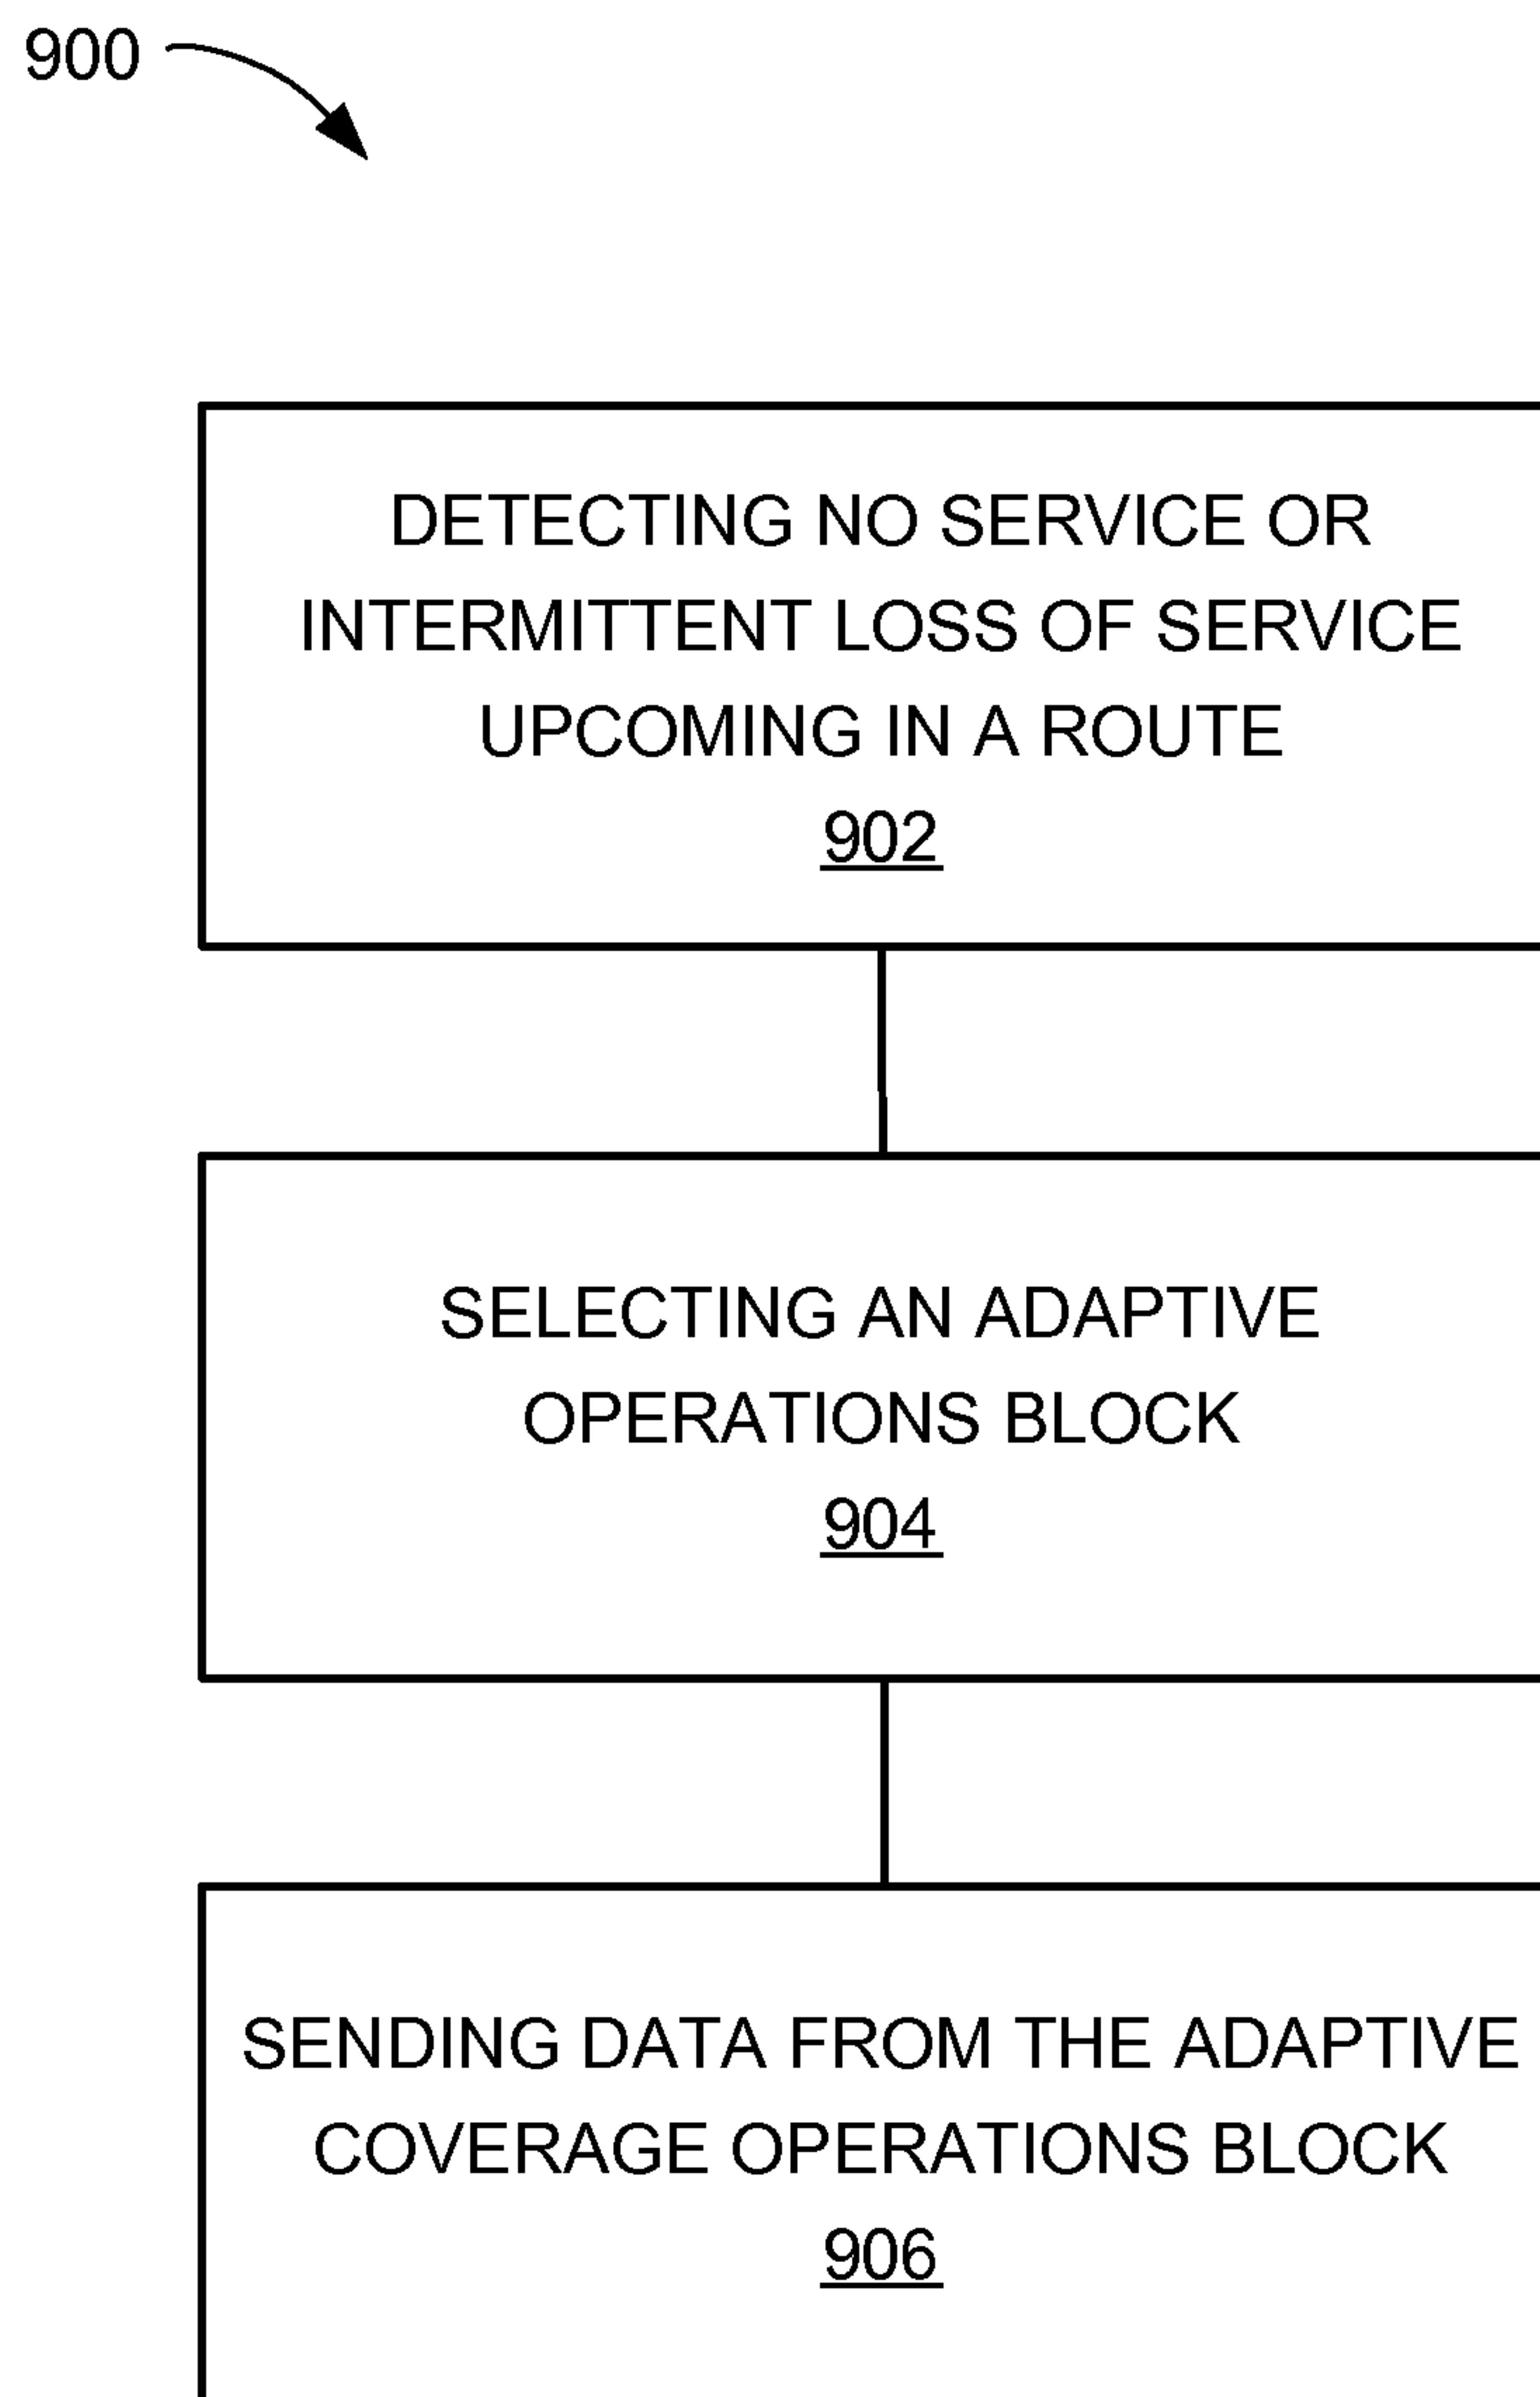 900
DETECTING NO SERVICE OR
INTERMITTENT LOSS OF SERVICE
UPCOMING IN A ROUTE
902
SELECTING AN ADAPTIVE
OPERATIONS BLOCK
904
SENDING DATA FROM THE ADAPTIVE
COVERAGE OPERATIONS BLOCK
906